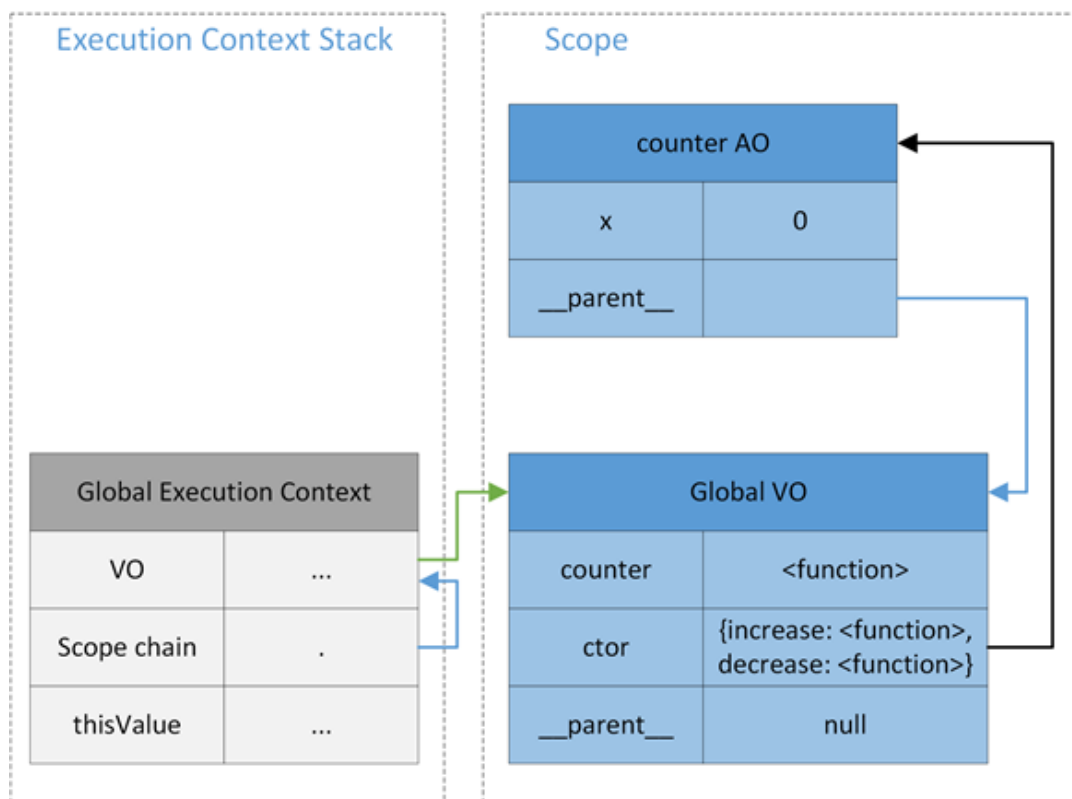 Execution Context Stack
Scope
counter AO
x 0
__parent__
Global Execution Context
VO ...
Scope chain .
thisValue ...
Global VO
counter <function>
ctor {increase: <function>,
decrease: <function>}
__parent__ null